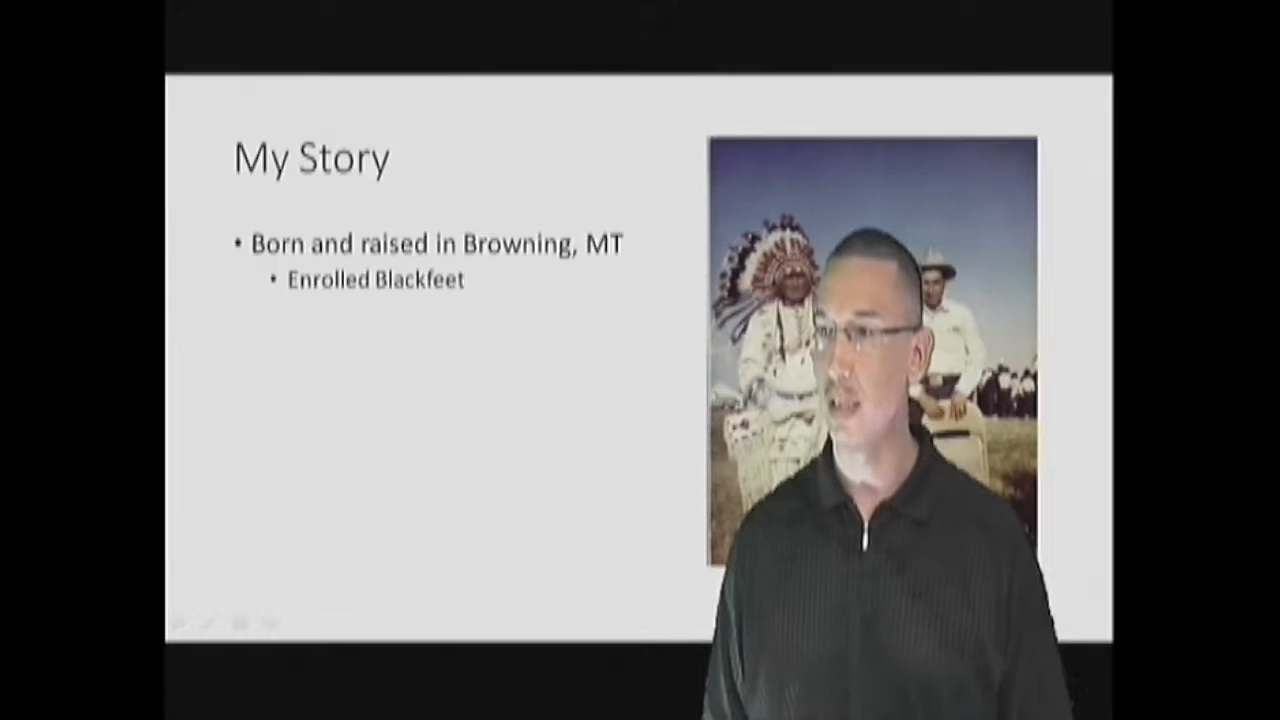 My Story
• Born and raised in Browning, MT
• Enrolled Blackfeet